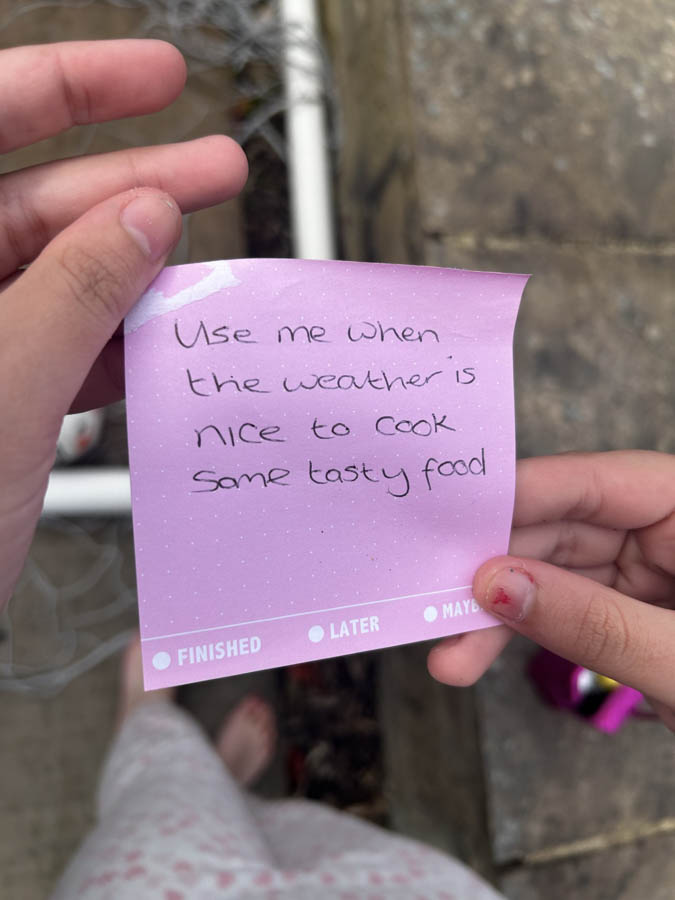 Use me when
the weather is
nice to cook
some tasty food
FINISHED LATER